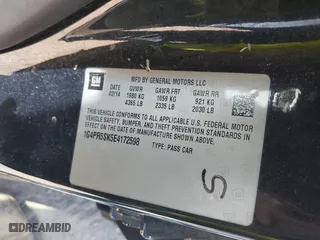 GM
MFD BY GENERAL MOTORS LLC
DATE GVWR GAWR FRT GAWR RR
02/14 1980 KG 1059 KG 921 KG
4365 LB 2335 LB 2030 LB
THIS VEHICLE CONFORMS TO ALL APPLICABLE U.S. FEDERAL MOTOR
VEHICLE SAFETY, BUMPER, AND THEFT PREVENTION STANDARDS IN
EFFECT ON THE DATE OF MANUFACTURE SHOWN ABOVE.
1G4PR5SK5E4172598
TYPE: PASS CAR
S
DREAMBID